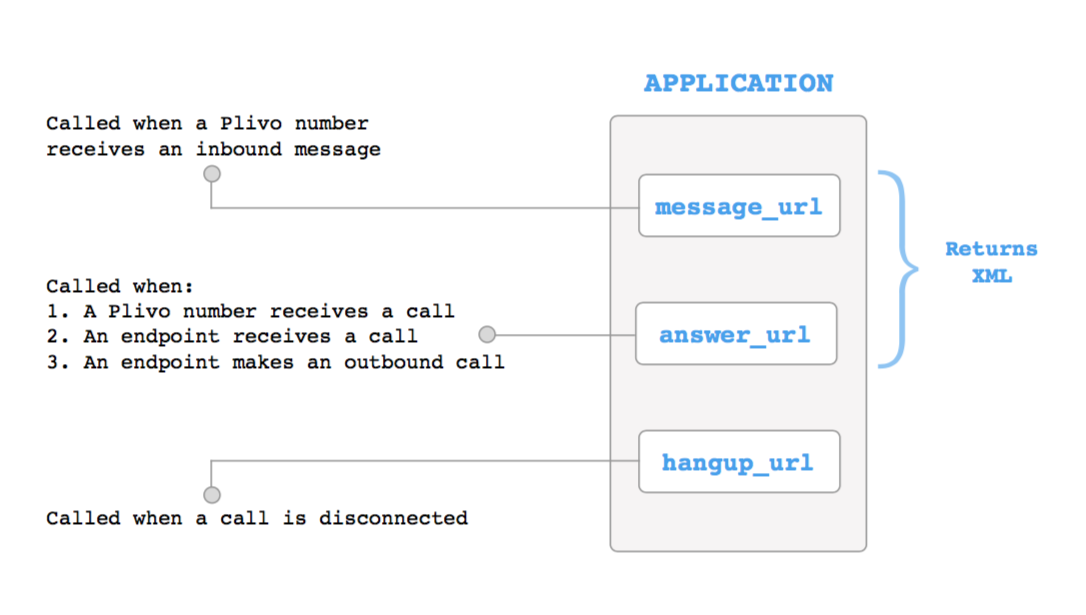 APPLICATION
Called when a Plivo number
receives an inbound message
message_url
Returns
XML
Called when:
1. A Plivo number receives a call
2. An endpoint receives a call
3. An endpoint makes an outbound call
answer_url
hangup_url
Called when a call is disconnected